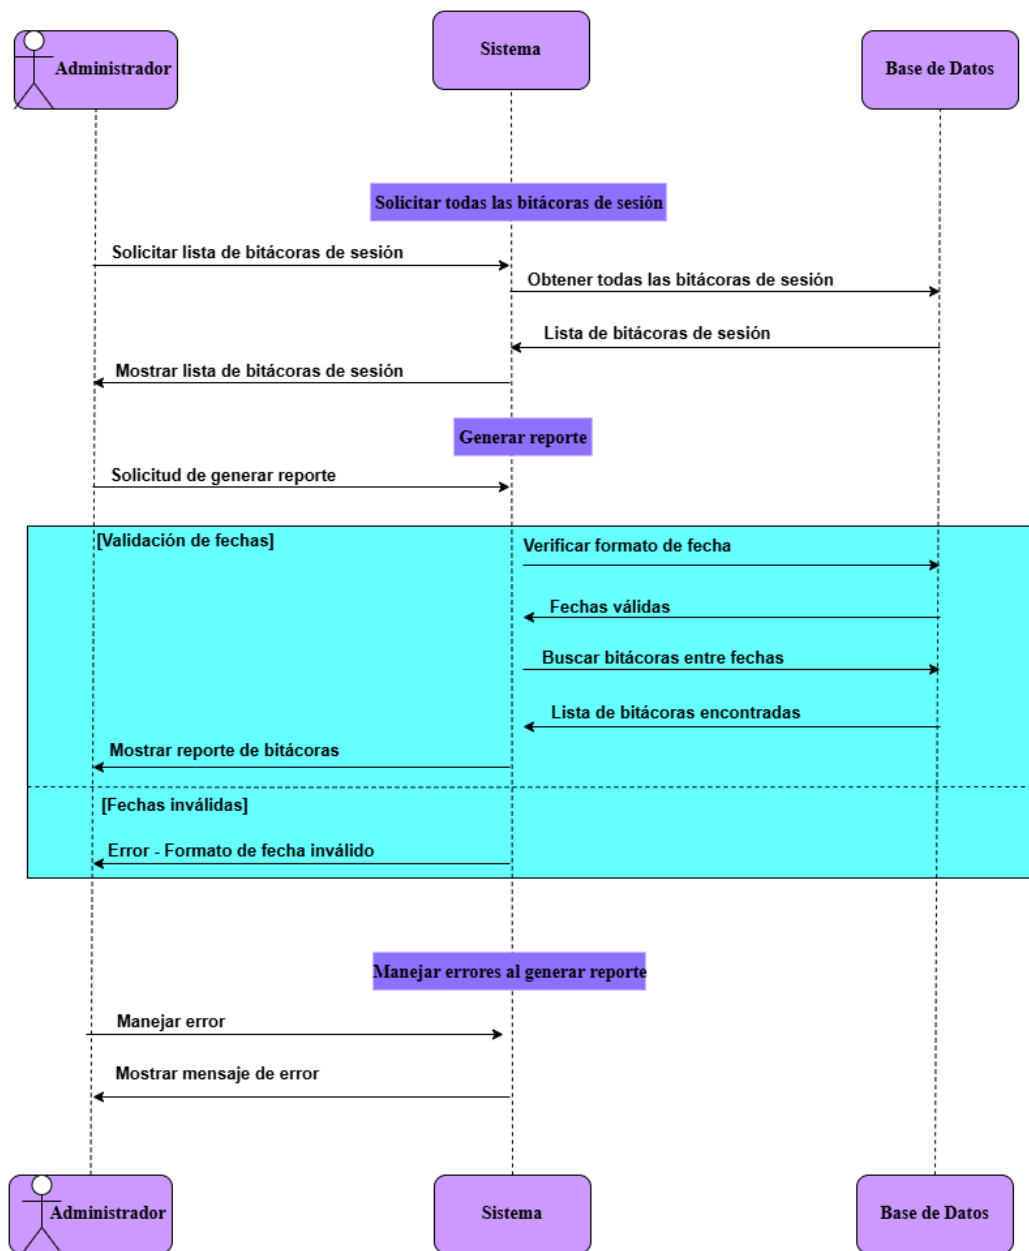 Administrador
Sistema
Base de Datos
Solicitar todas las bitácoras de sesión
Solicitar lista de bitácoras de sesión
Obtener todas las bitácoras de sesión
Lista de bitácoras de sesión
Mostrar lista de bitácoras de sesión
Generar reporte
Solicitud de generar reporte
[Validación de fechas]
Verificar formato de fecha
Fechas válidas
Buscar bitácoras entre fechas
Lista de bitácoras encontradas
Mostrar reporte de bitácoras
[Fechas inválidas]
Error - Formato de fecha inválido
Manejar errores al generar reporte
Manejar error
Mostrar mensaje de error
Administrador
Sistema
Base de Datos